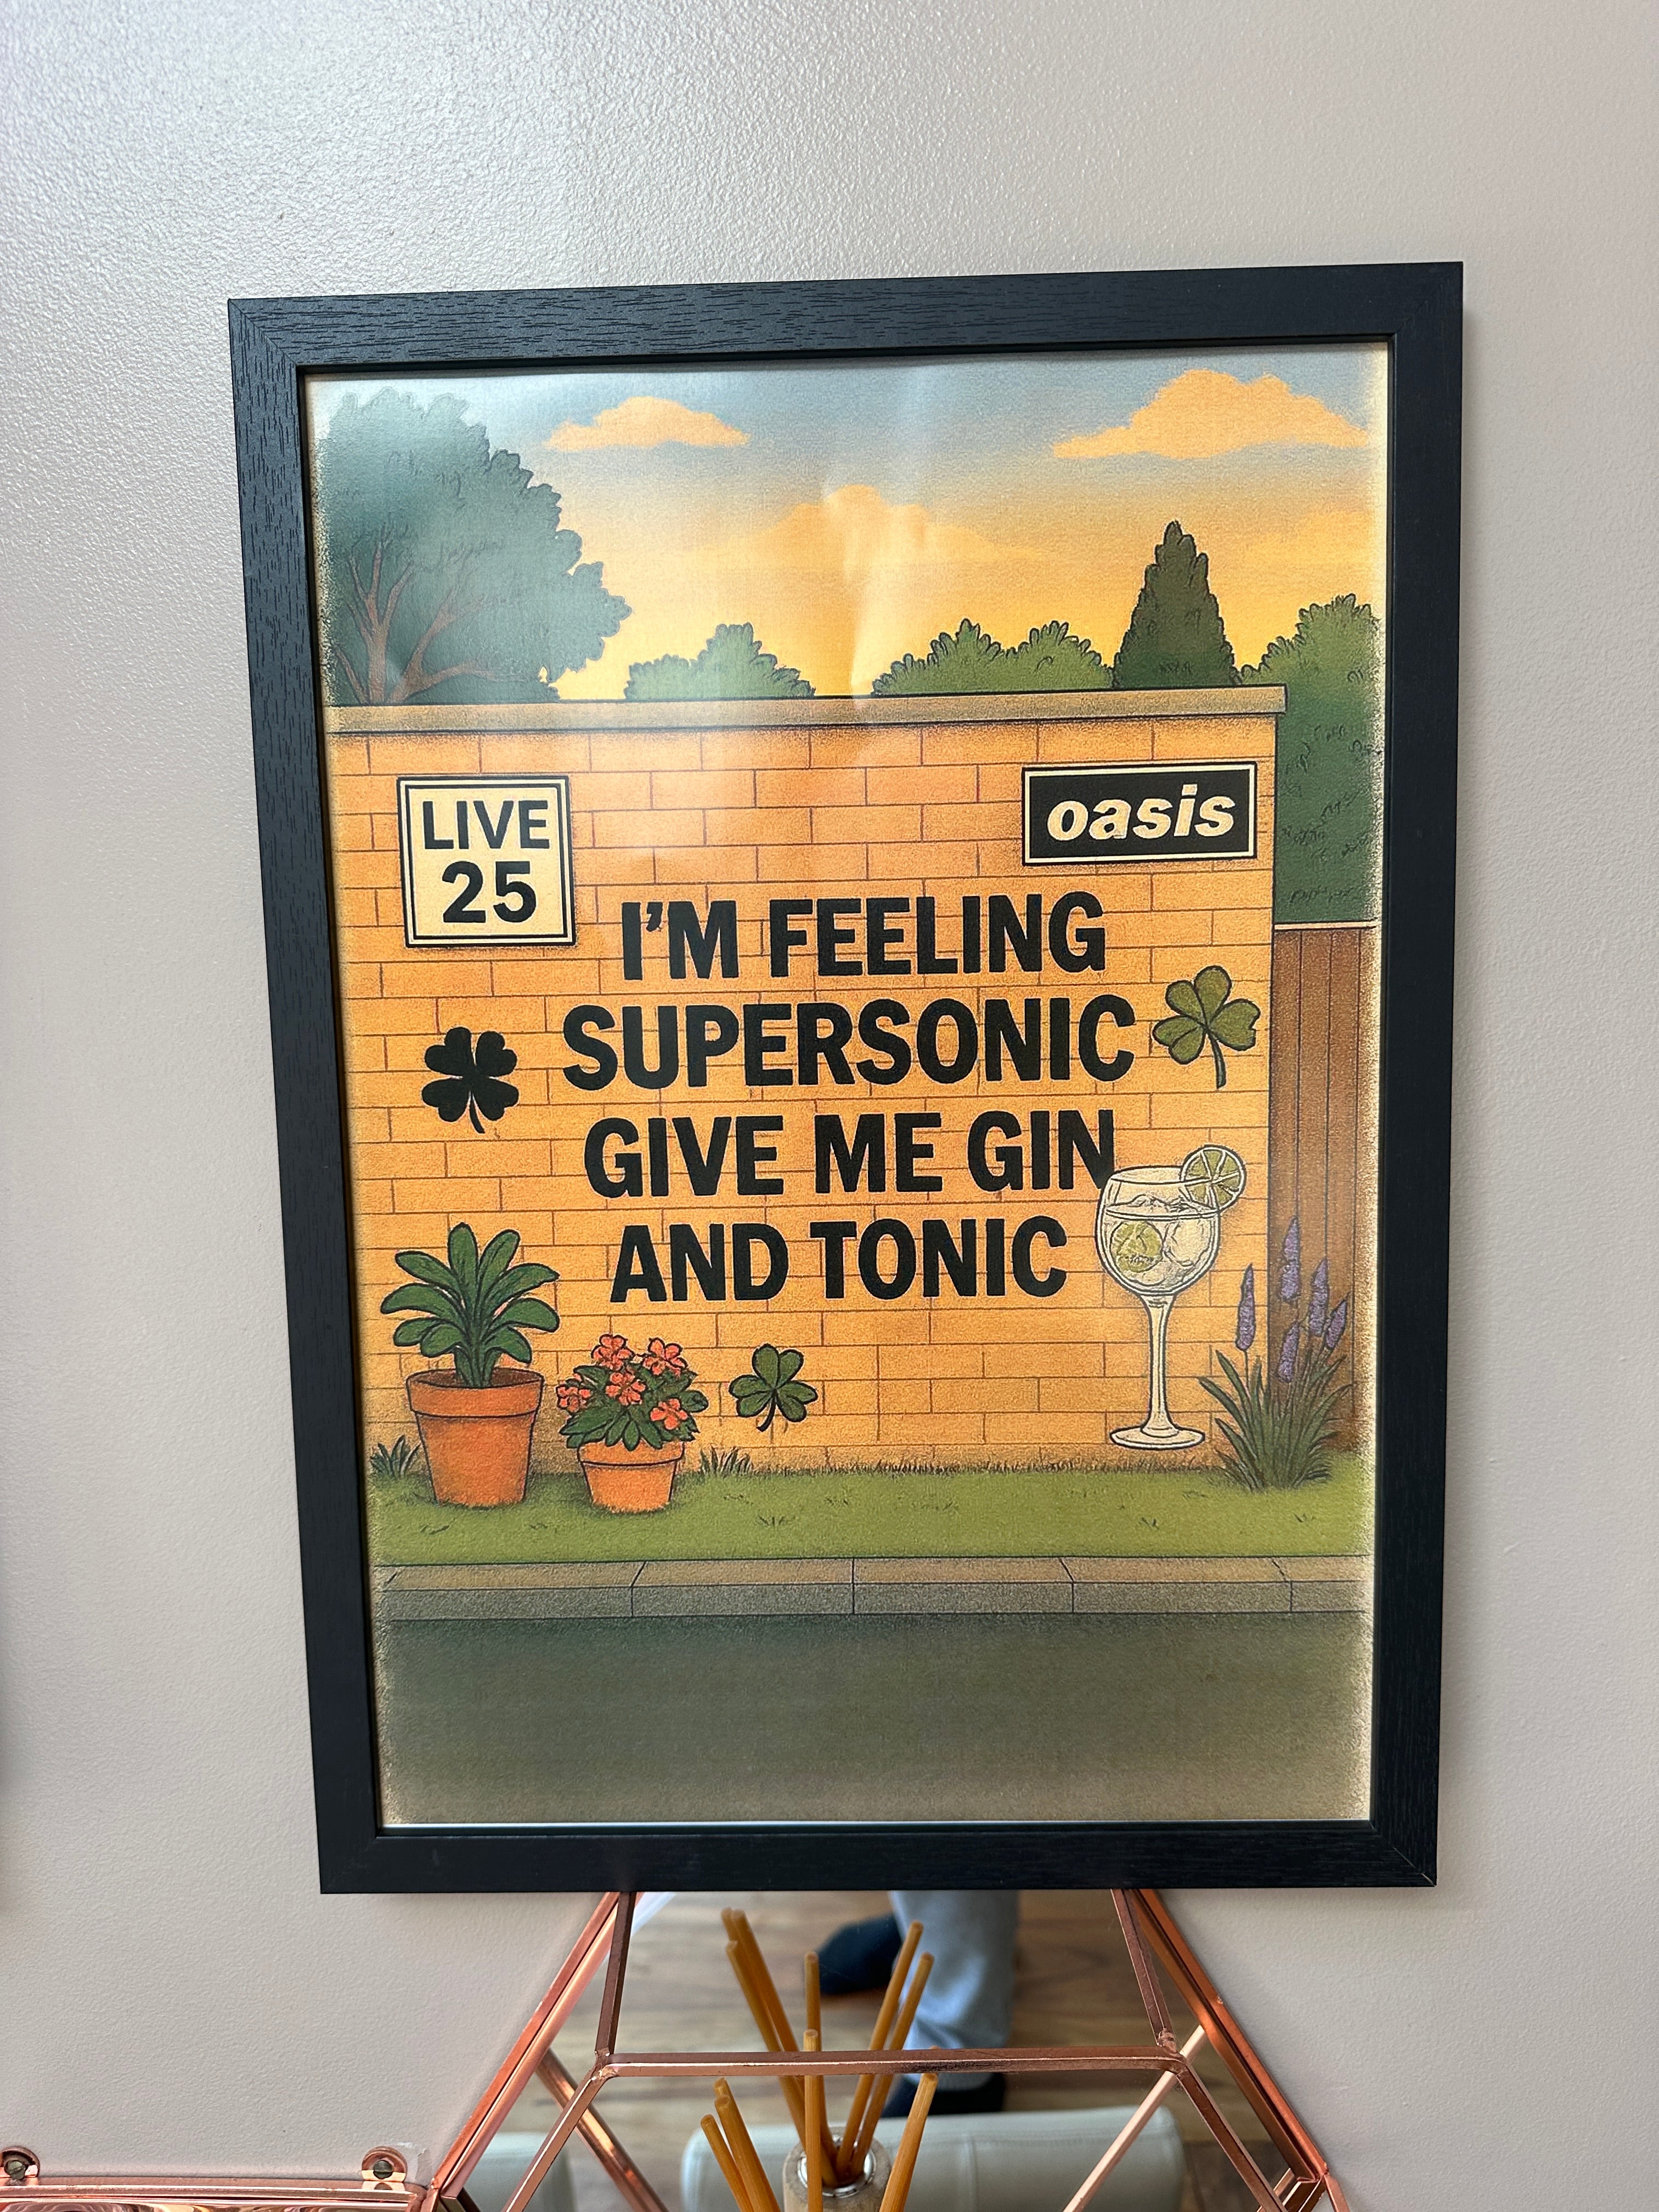 LIVE
25
oasis
I'M FEELING
SUPERSONIC
GIVE ME GIN
AND TONIC